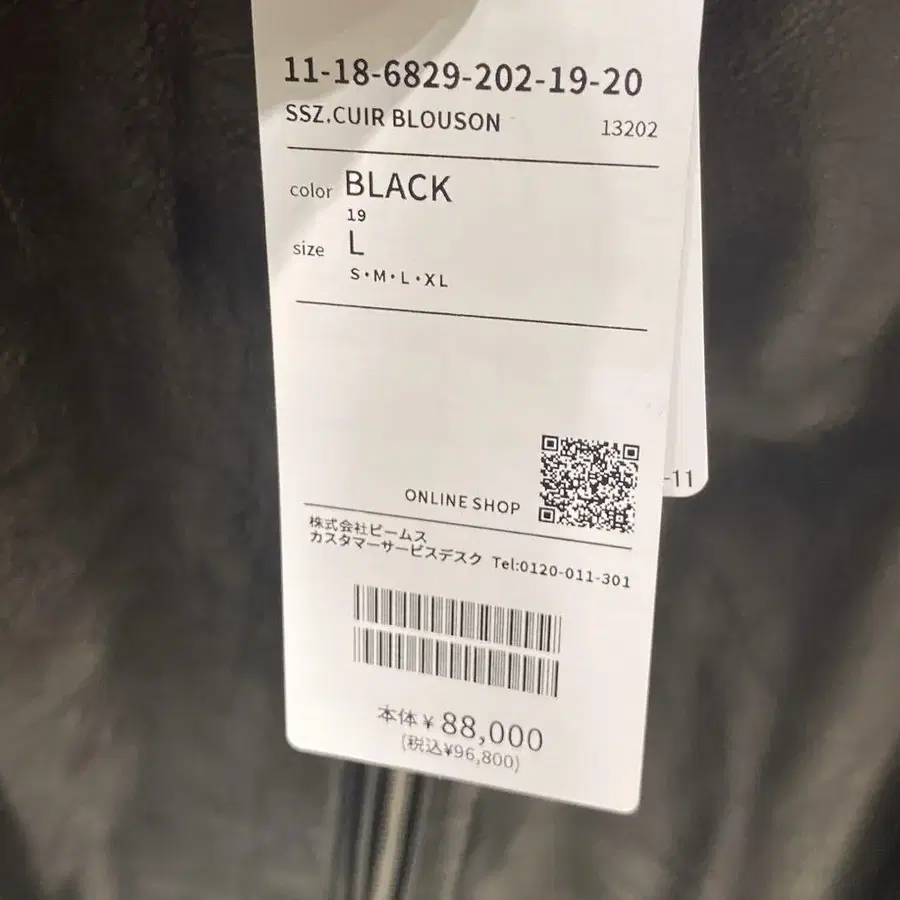 11-18-6829-202-19-20
SSZ.CUIR BLOUSON 13202
color BLACK
19
size L
S・M・L・XL
ONLINE SHOP
-11
株式会社ビームス
カスタマーサービスデスク Tel:0120-011-301
本体¥88,000
(税込¥96,800)